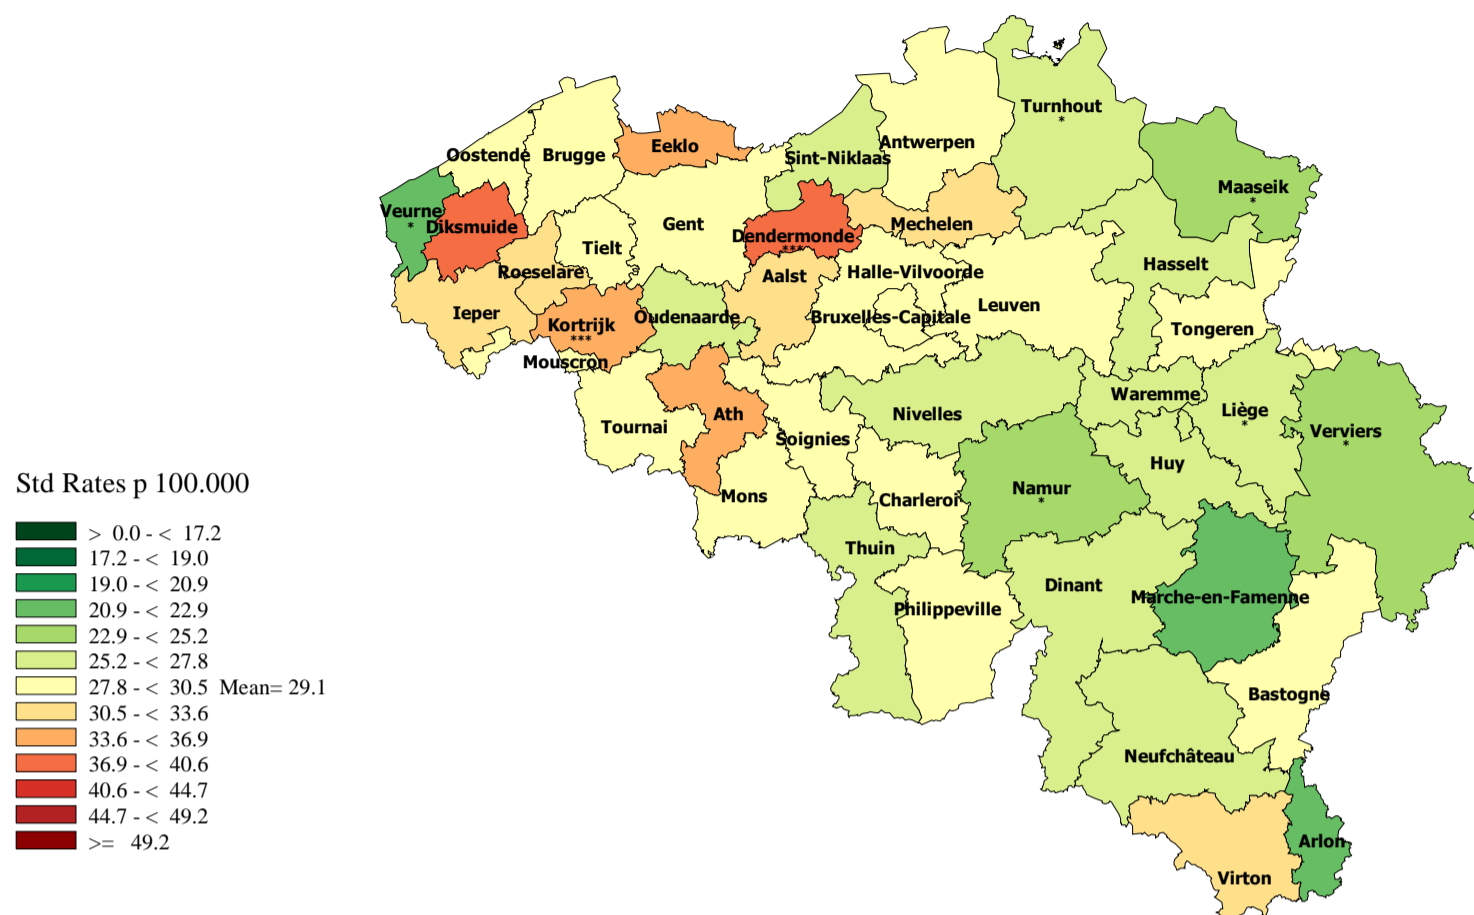 Turnhout
*
Antwerpen
Eeklo
Oostende
Brugge
Sint-Niklaas
Maaseik
*
Veurne
*
Diksmuide
Gent
Mechelen
Dendermonde
***
Tielt
Roeselare
Aalst
Halle-Vilvoorde
Hasselt
Ieper
Kortrijk
***
Oudenaarde
Bruxelles-Capitale
Leuven
Tongeren
Mouscron
Waremme
Liège
*
Ath
Nivelles
Tournai
Soignies
Verviers
*
Huy
Mons
Charleroi
Namur
*
Thuin
Dinant
Marche-en-Famenne
Philippeville
Bastogne
Neufchâteau
Arlon
Virton
Std Rates p 100.000
> 0.0 - < 17.2
17.2 - < 19.0
19.0 - < 20.9
20.9 - < 22.9
22.9 - < 25.2
25.2 - < 27.8
27.8 - < 30.5 Mean= 29.1
30.5 - < 33.6
33.6 - < 36.9
36.9 - < 40.6
40.6 - < 44.7
44.7 - < 49.2
>= 49.2